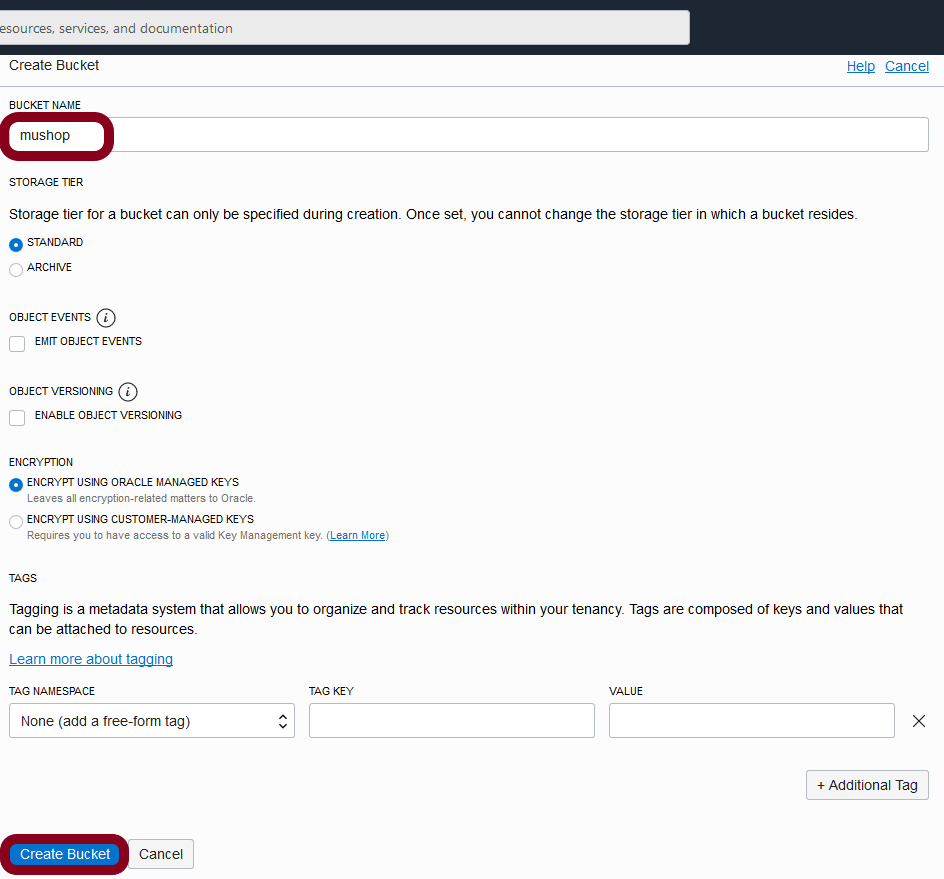 esources, services, and documentation
Create Bucket
Help Cancel
BUCKET NAME
mushop
STORAGE TIER
Storage tier for a bucket can only be specified during creation. Once set, you cannot change the storage tier in which a bucket resides.
STANDARD
ARCHIVE
OBJECT EVENTS i
EMIT OBJECT EVENTS
OBJECT VERSIONING i
ENABLE OBJECT VERSIONING
ENCRYPTION
ENCRYPT USING ORACLE MANAGED KEYS
Leaves all encryption-related matters to Oracle.
ENCRYPT USING CUSTOMER-MANAGED KEYS
Requires you to have access to a valid Key Management key. (Learn More)
TAGS
Tagging is a metadata system that allows you to organize and track resources within your tenancy. Tags are composed of keys and values that
can be attached to resources.
Learn more about tagging
TAG NAMESPACE TAG KEY VALUE
None (add a free-form tag)
+ Additional Tag
Create Bucket Cancel